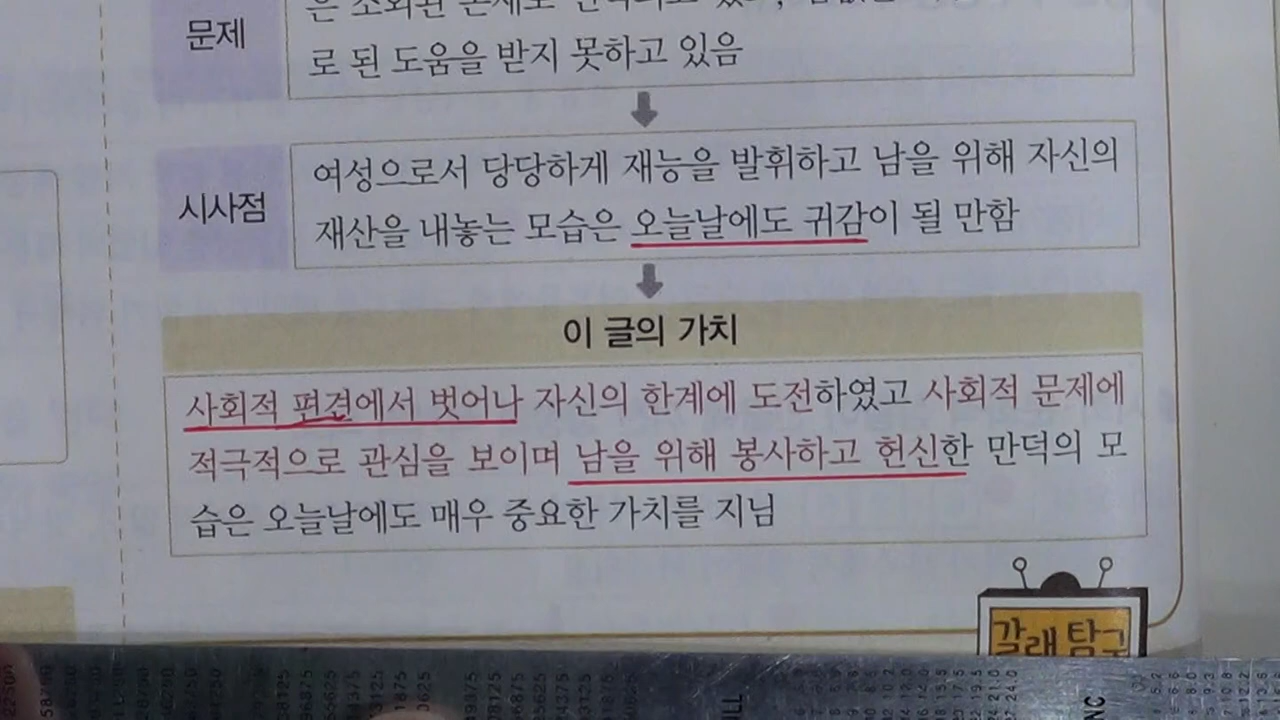 문제
로 된 도움을 받지 못하고 있음
시사점
여성으로서 당당하게 재능을 발휘하고 남을 위해 자신의
재산을 내놓는 모습은 오늘날에도 귀감이 될 만함
이 글의 가치
사회적 편견에서 벗어나 자신의 한계에 도전하였고 사회적 문제에
적극적으로 관심을 보이며 남을 위해 봉사하고 헌신한 만덕의 모
습은 오늘날에도 매우 중요한 가치를 지님
갈래 탐구